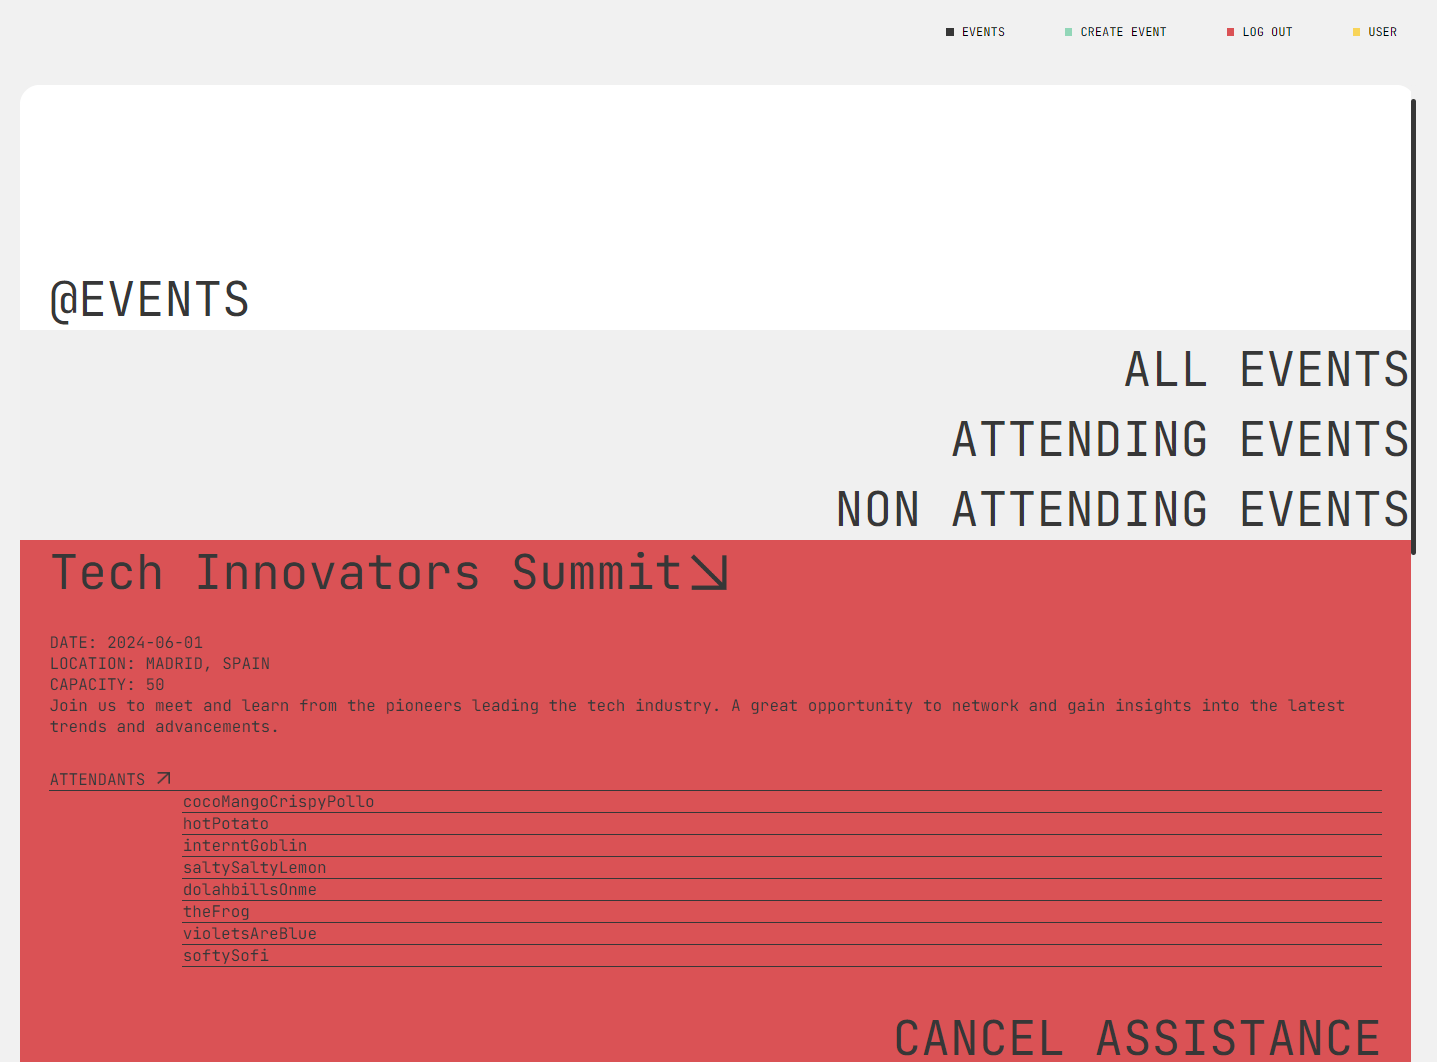 EVENTS
CREATE EVENT
LOG OUT
USER
@EVENTS
ALL EVENTS
ATTENDING EVENTS
NON ATTENDING EVENTS
Tech Innovators Summit
DATE: 2024-06-01
LOCATION: MADRID, SPAIN
CAPACITY: 50
Join us to meet and learn from the pioneers leading the tech industry. A great opportunity to network and gain insights into the latest
trends and advancements.
ATTENDANTS
cocoMangoCrispyPollo
hotPotato
interntGoblin
saltySaltyLemon
dolahbillsOnme
theFrog
violetsAreBlue
softySofi
CANCEL ASSISTANCE